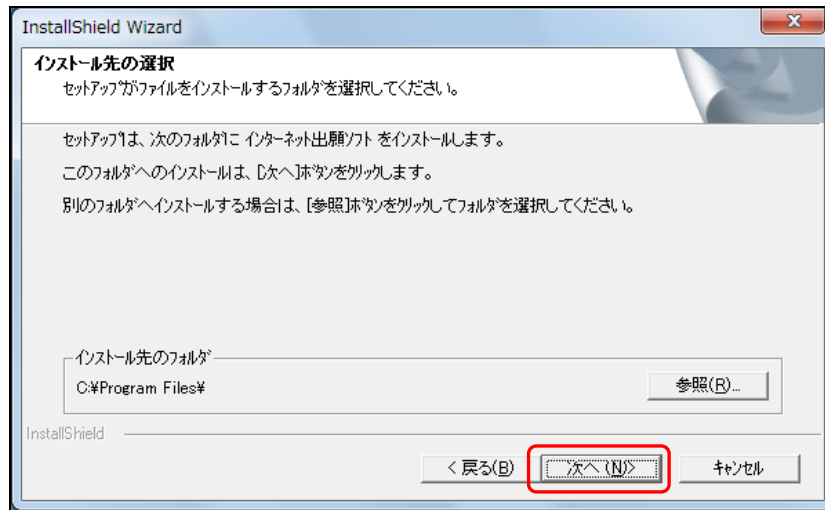 InstallShield Wizard
インストール先の選択
セットアップがファイルをインストールするフォルダを選択してください。
セットアップは、次のフォルダに インターネット出願ソフト をインストールします。
このフォルダへのインストールは、[次へ]ボタンをクリックします。
別のフォルダへインストールする場合は、[参照]ボタンをクリックしてフォルダを選択してください。
インストール先のフォルダ
C:¥Program Files¥
参照(R)...
InstallShield
< 戻る(B)
次へ(N)>
キャンセル